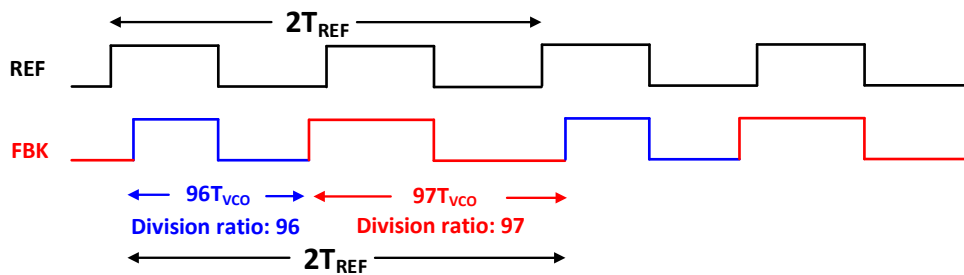 2TREF
REF
FBK
96TVCO
97TVCO
Division ratio: 96
Division ratio: 97
2TREF